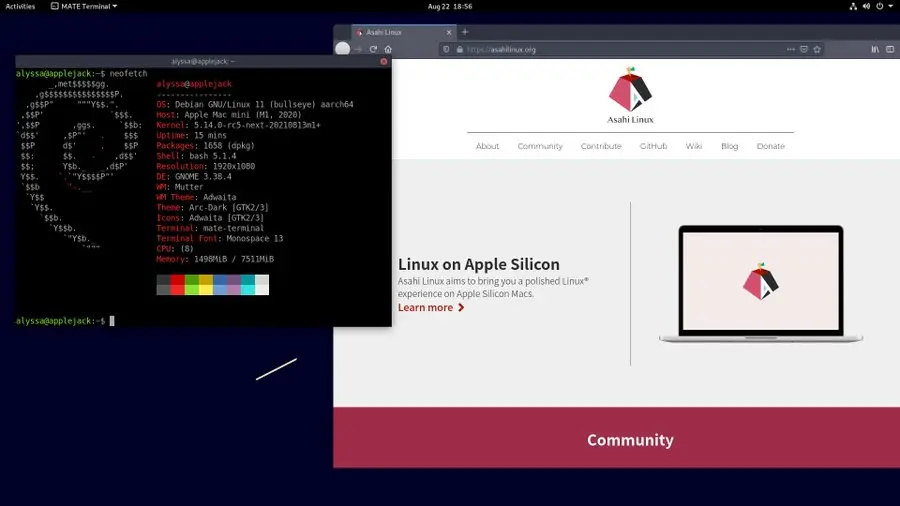 Activities MATE Terminal Aug 22 18:56
Asahi Linux
https://asahilinux.org
alyssa@applejack: ~
alyssa@applejack:~$ neofetch
alyssa@applejack
----------------
OS: Debian GNU/Linux 11 (bullseye) aarch64
Host: Apple Mac mini (M1, 2020)
Kernel: 5.14.0-rc5-next-20210813m1+
Uptime: 15 mins
Packages: 1658 (dpkg)
Shell: bash 5.1.4
Resolution: 1920x1080
DE: GNOME 3.38.4
WM: Mutter
WM Theme: Adwaita
Theme: Arc-Dark [GTK2/3]
Icons: Adwaita [GTK2/3]
Terminal: mate-terminal
Terminal Font: Monospace 13
CPU: (8)
Memory: 1498MiB / 7511MiB
alyssa@applejack:~$
Asahi Linux
About Community Contribute GitHub Wiki Blog Donate
Linux on Apple Silicon
Asahi Linux aims to bring you a polished Linux®
experience on Apple Silicon Macs.
Learn more
Community